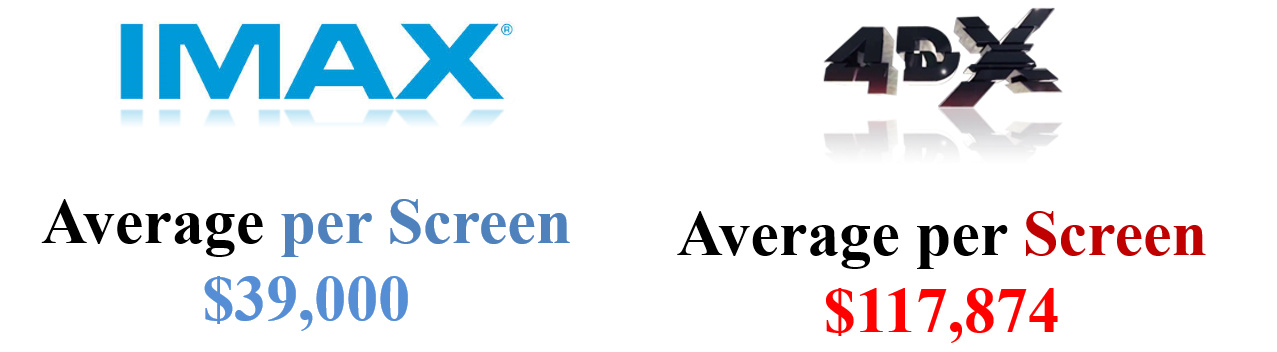 IMAX®
Average per Screen
$39,000
4DX
Average per Screen
$117,874